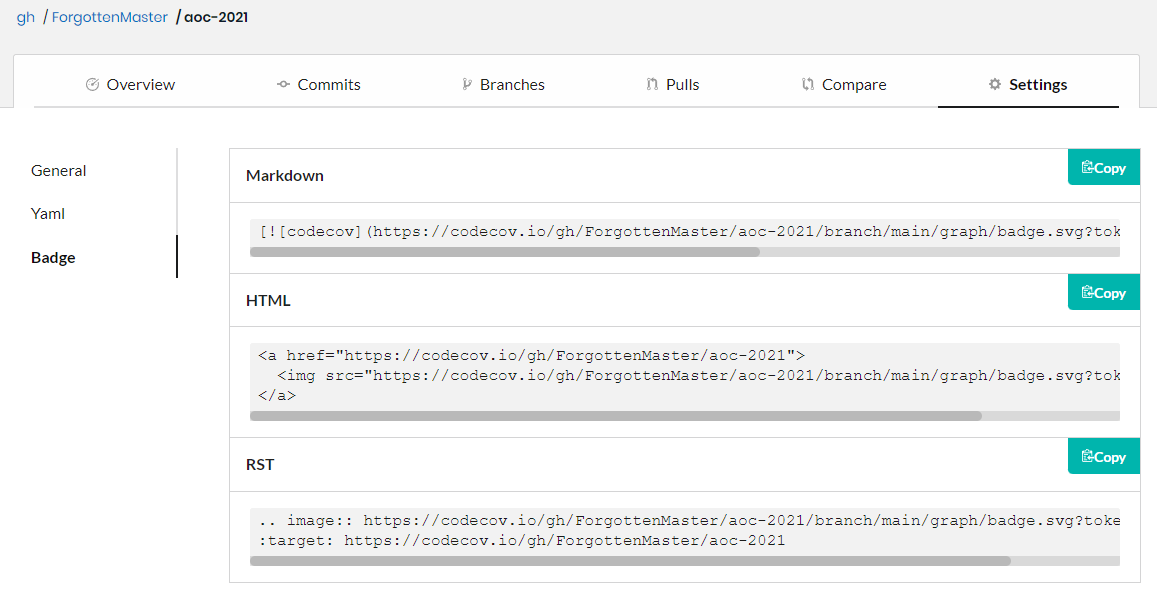 gh / ForgottenMaster / aoc-2021
Overview
Commits
Branches
Pulls
Compare
Settings
General
Yaml
Badge
Markdown
Copy
[![codecov](https://codecov.io/gh/ForgottenMaster/aoc-2021/branch/main/graph/badge.svg?tok
HTML
Copy
<a href="https://codecov.io/gh/ForgottenMaster/aoc-2021">
<img src="https://codecov.io/gh/ForgottenMaster/aoc-2021/branch/main/graph/badge.svg?tok
</a>
RST
Copy
.. image:: https://codecov.io/gh/ForgottenMaster/aoc-2021/branch/main/graph/badge.svg?toke
:target: https://codecov.io/gh/ForgottenMaster/aoc-2021